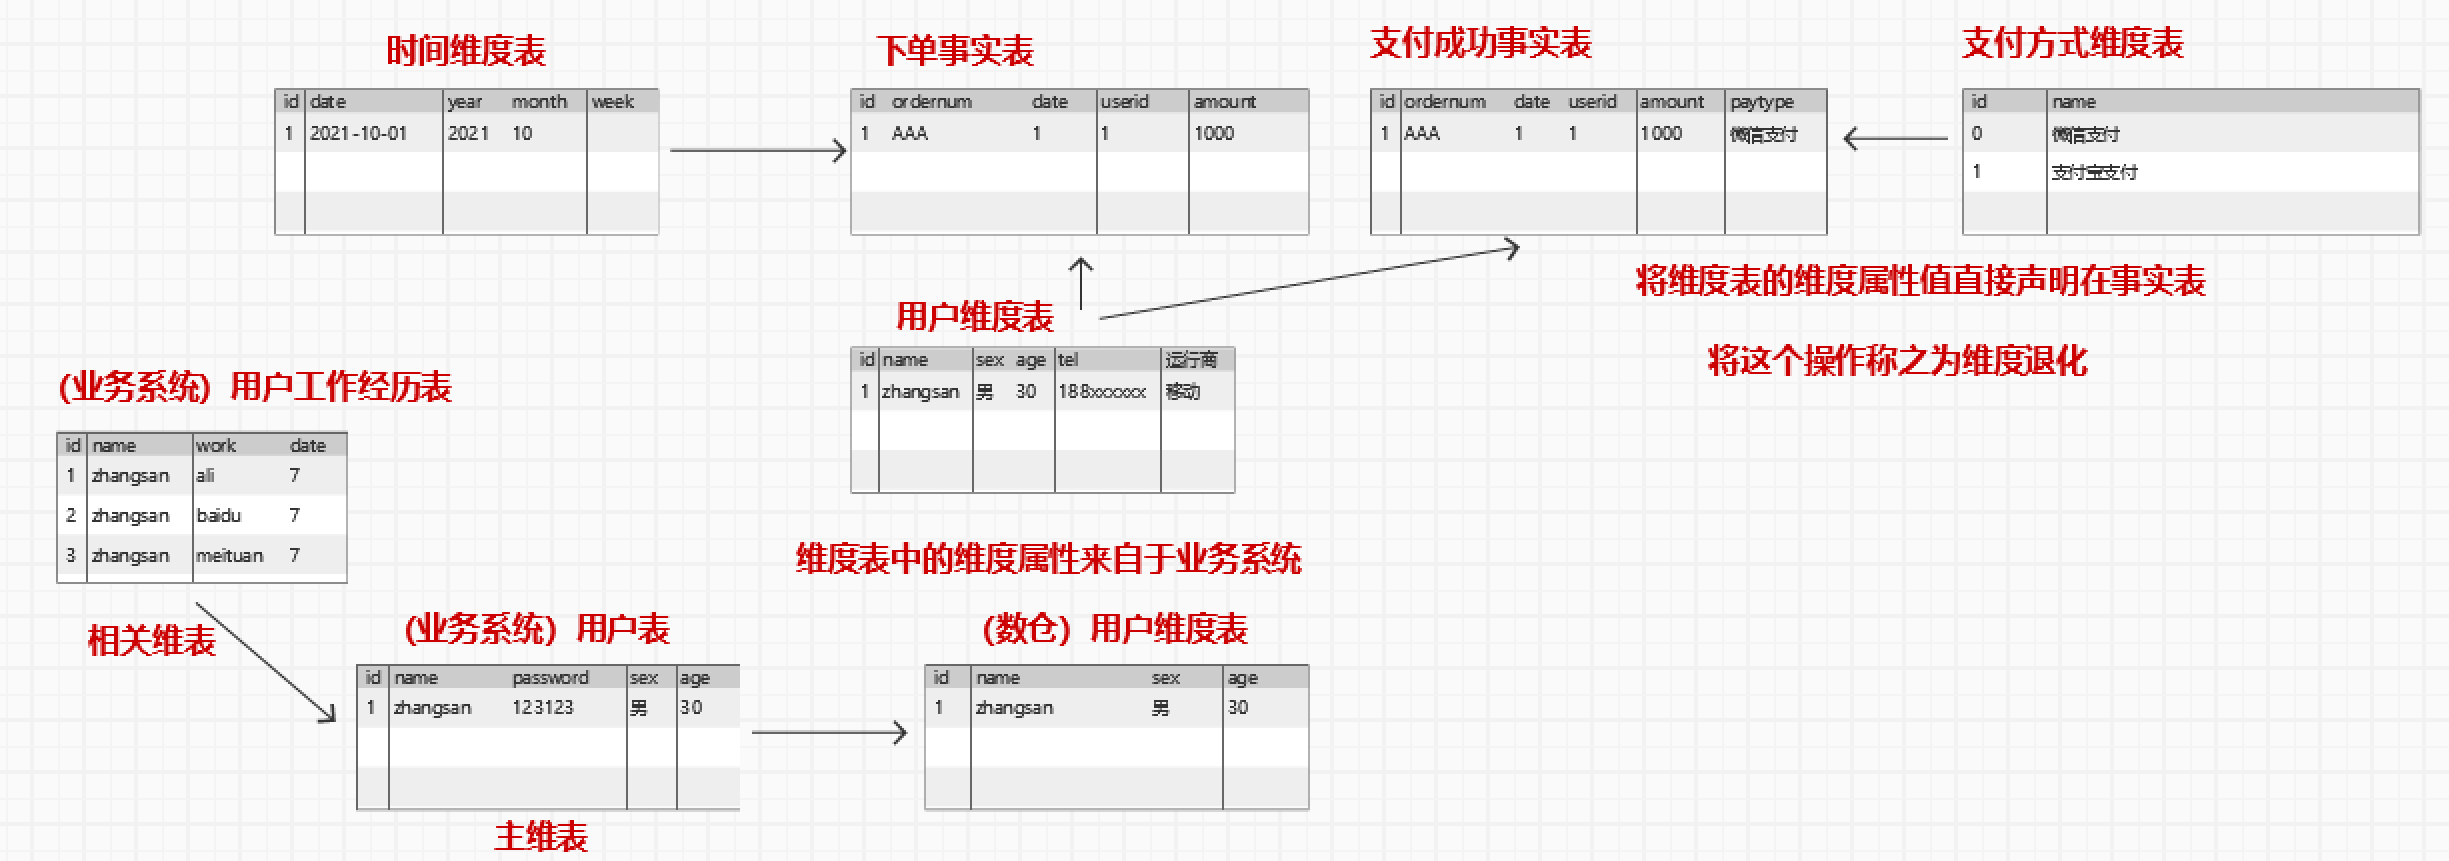 时间维度表
id date year month week
1 2021-10-01 2021 10
下单事实表
id ordernum date userid amount
1 AAA 1 1 1000
支付成功事实表
id ordernum date userid amount paytype
1 AAA 1 1 1000 微信支付
支付方式维度表
id name
0 微信支付
1 支付宝支付
将维度表的维度属性值直接声明在事实表
将这个操作称之为维度退化
用户维度表
id name sex age tel 运行商
1 zhangsan 男 30 188xxxxxx 移动
(业务系统) 用户工作经历表
id name work date
1 zhangsan ali 7
2 zhangsan baidu 7
3 zhangsan meituan 7
相关维表
维度表中的维度属性来自于业务系统
(业务系统) 用户表
id name password sex age
1 zhangsan 123123 男 30
主维表
(数仓) 用户维度表
id name sex age
1 zhangsan 男 30